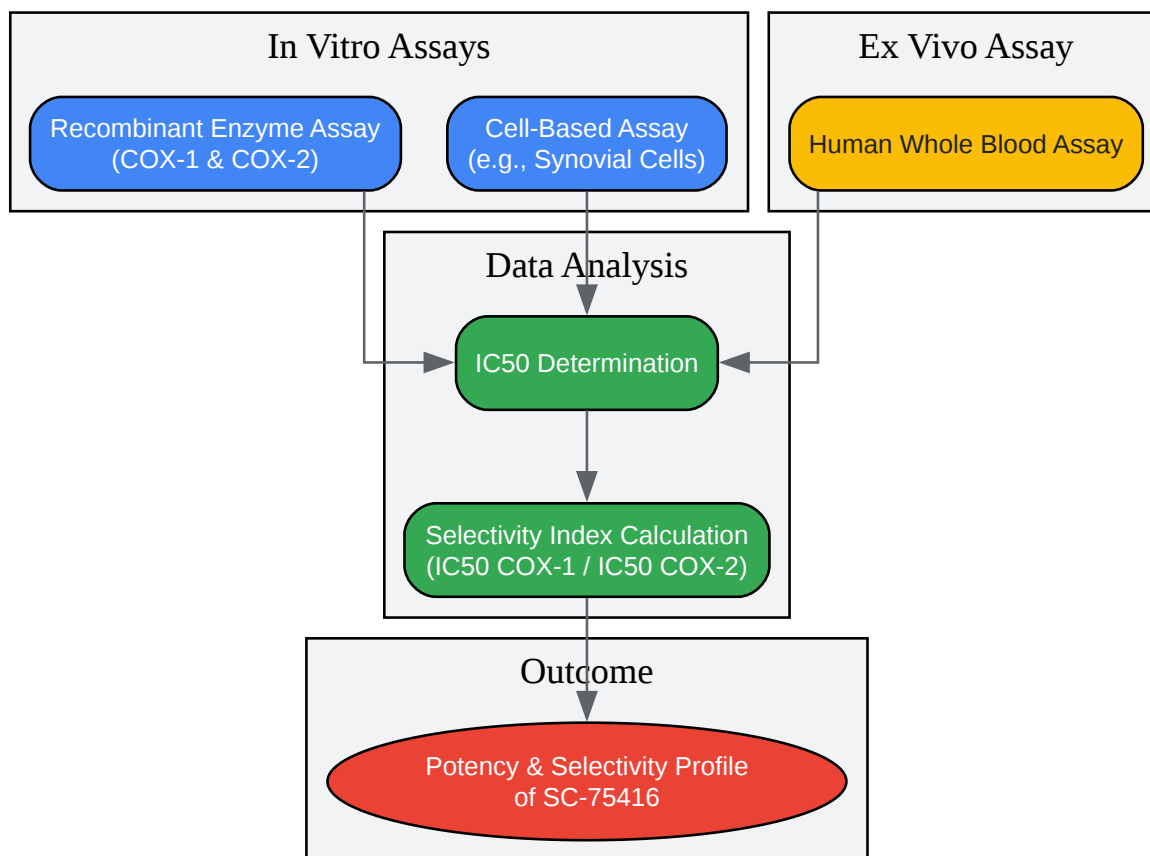 In Vitro Assays
Recombinant Enzyme Assay
(COX-1 & COX-2)
Cell-Based Assay
(e.g., Synovial Cells)
Ex Vivo Assay
Human Whole Blood Assay
Data Analysis
IC50 Determination
Selectivity Index Calculation
(IC50 COX-1 / IC50 COX-2)
Outcome
Potency & Selectivity Profile
of SC-75416